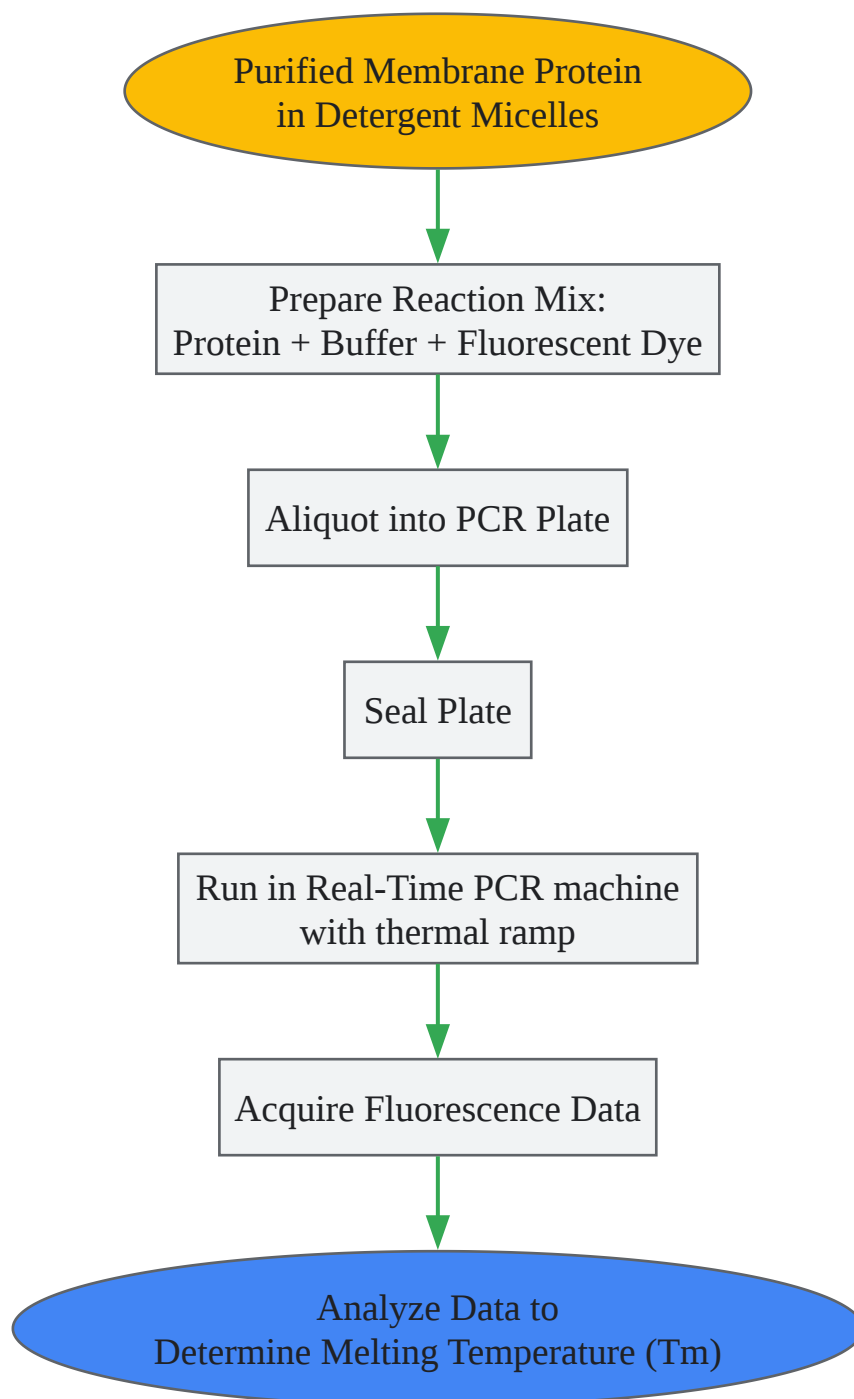 Purified Membrane Protein
in Detergent Micelles
Prepare Reaction Mix:
Protein + Buffer + Fluorescent Dye
Aliquot into PCR Plate
Seal Plate
Run in Real-Time PCR machine
with thermal ramp
Acquire Fluorescence Data
Analyze Data to
Determine Melting Temperature (Tm)